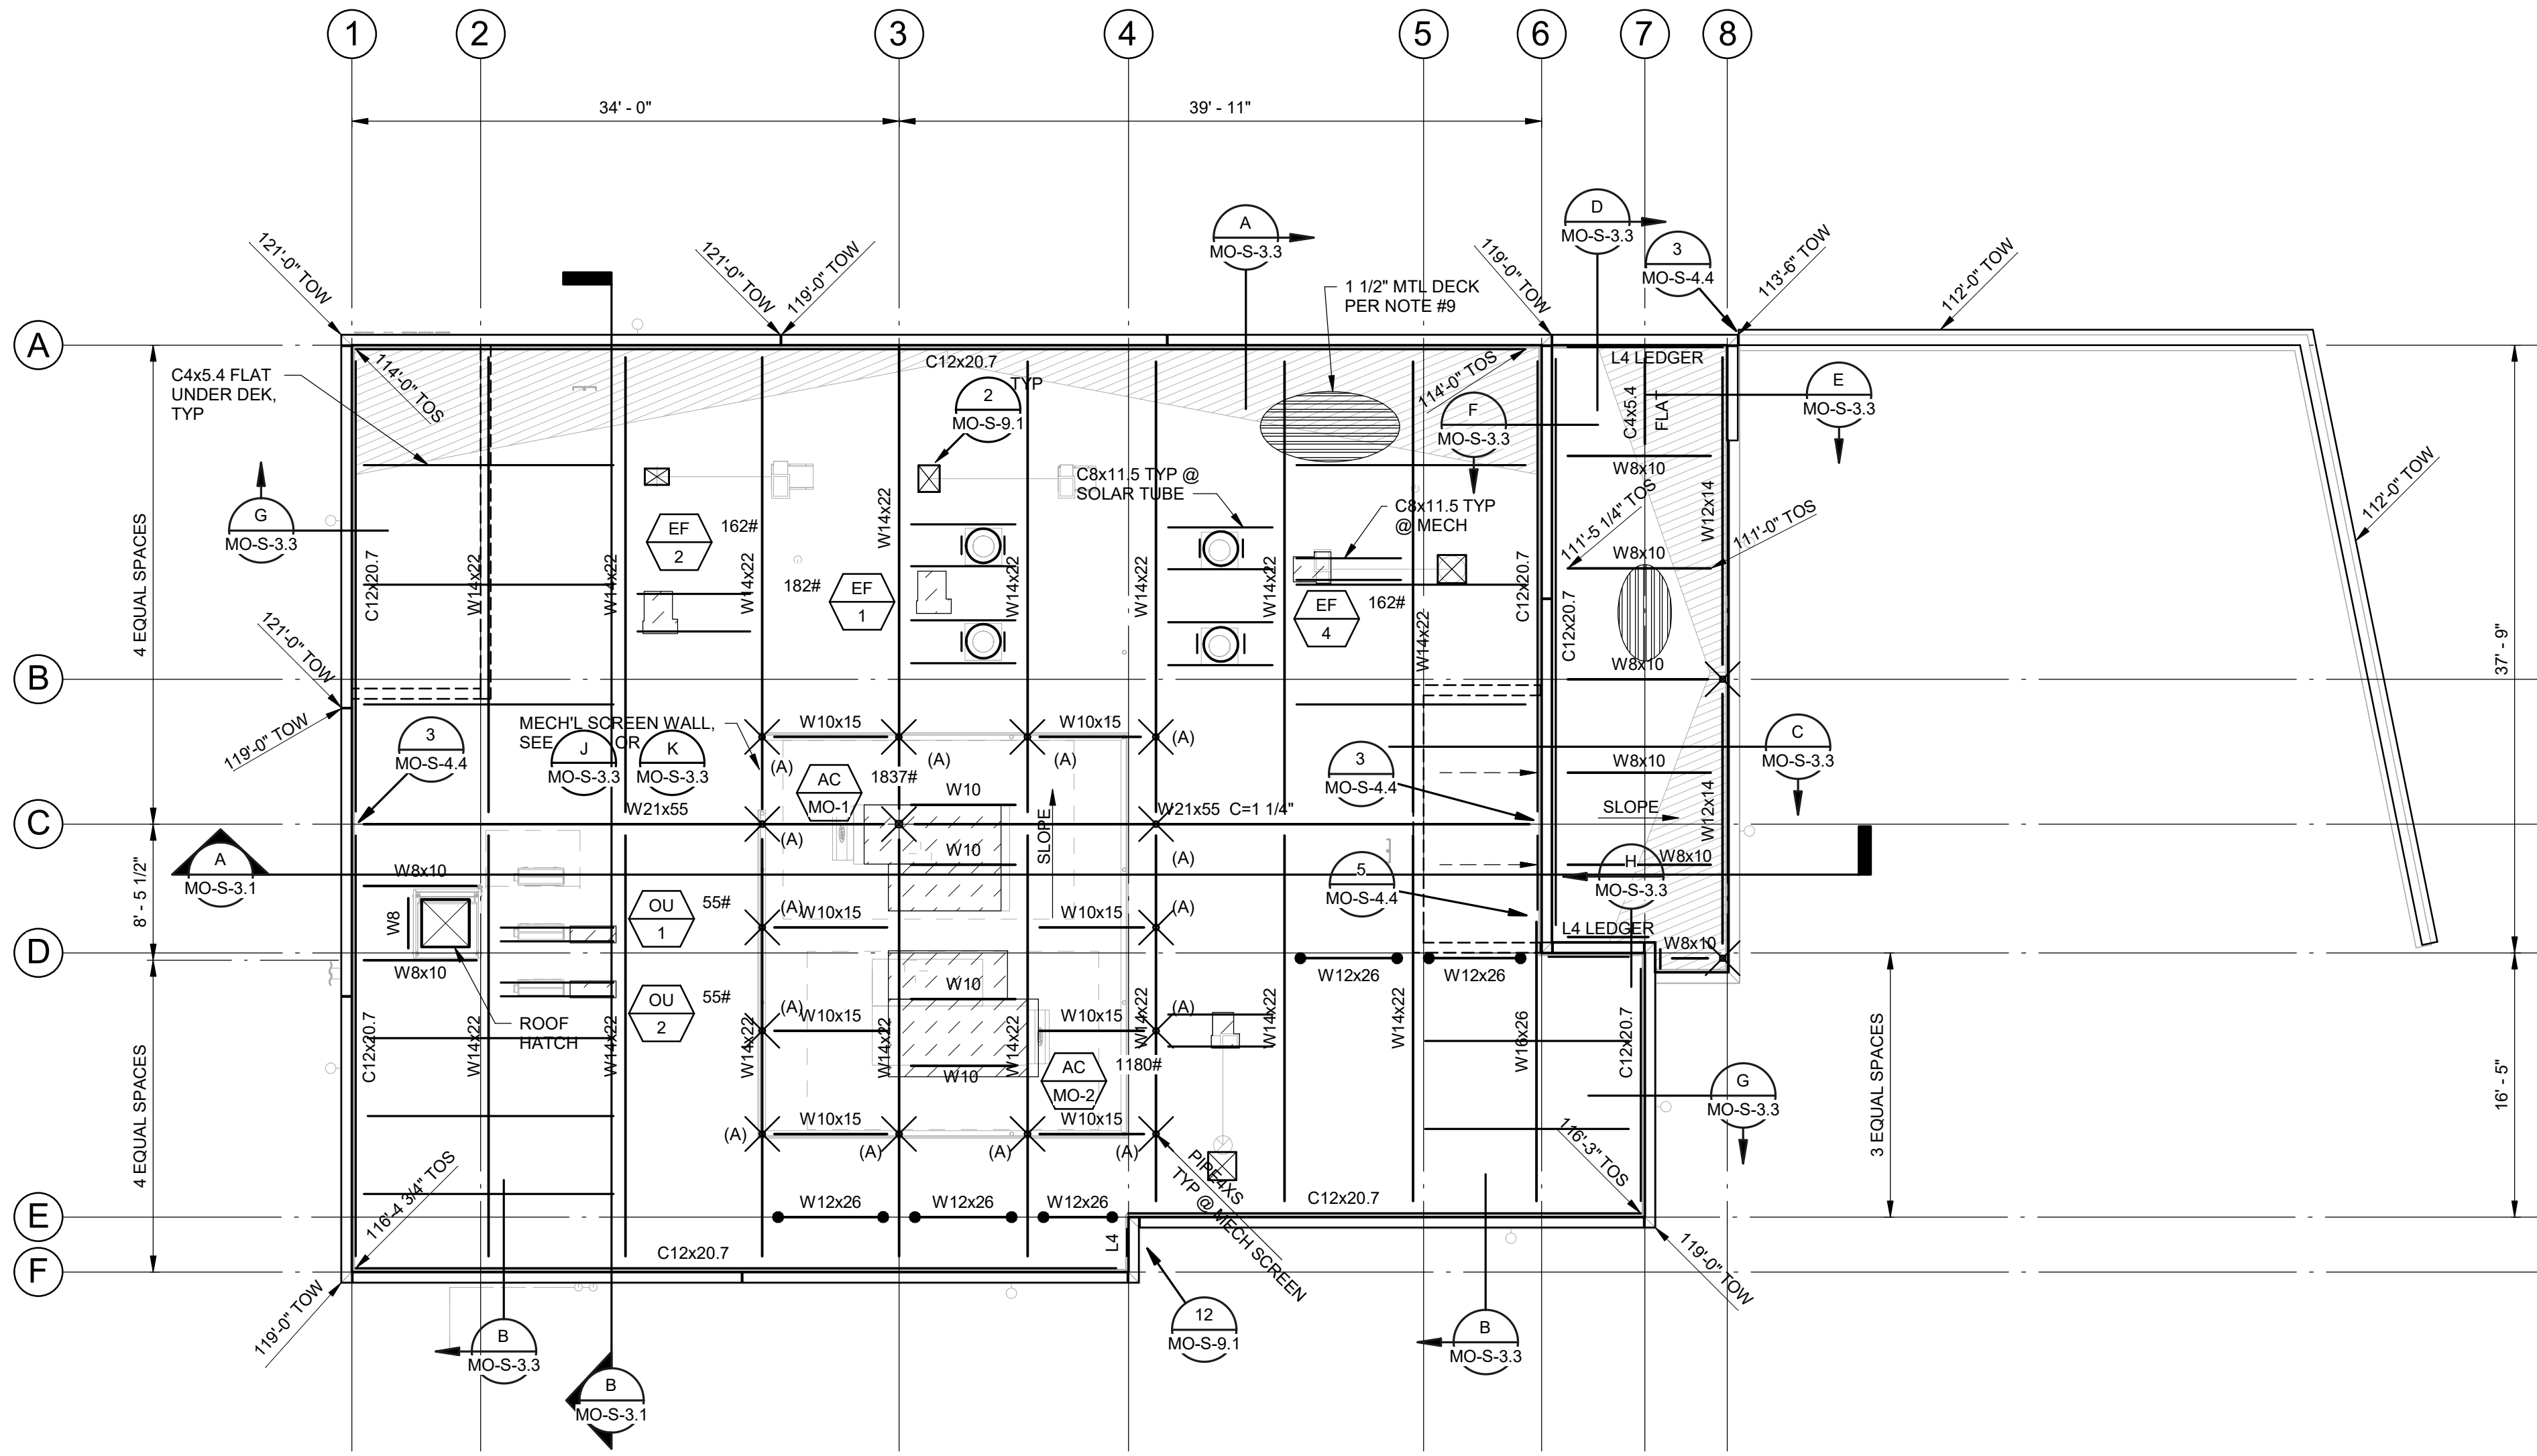 1
2
3
4
5
6
7
8
34' - 0"
39' - 11"
A
MO-S-3.3
D
MO-S-3.3
3
MO-S-4.4
121'-0" TOW
121'-0" TOW
119'-0" TOW
119'-0" TOW
113'-6" TOW
112'-0" TOW
1 1/2" MTL DECK
PER NOTE #9
A
C4x5.4 FLAT
UNDER DEK,
TYP
114'-0" TOS
C12x20.7
TYP
2
MO-S-9.1
114'-0" TOS
L4 LEDGER
C4x5.4
FLAT
E
MO-S-3.3
F
MO-S-3.3
W8x10
112'-0" TOW
C8x11.5 TYP @
SOLAR TUBE
C8x11.5 TYP
@ MECH
G
MO-S-3.3
4 EQUAL SPACES
EF
2
162#
182#
EF
1
EF
4
162#
C12x20.7
W14x22
W14x22
W14x22
W14x22
W14x22
W14x22
W14x22
W14x22
C12x20.7
C12x20.7
111'-5 1/4" TOS
W12x14
111'-0" TOS
W8x10
W8x10
37' - 9"
B
121'-0" TOW
119'-0" TOW
3
MO-S-4.4
MECH'L SCREEN WALL,
SEE
OR
J
MO-S-3.3
K
MO-S-3.3
W10x15
W10x15
(A)
(A)
(A)
(A)
AC
MO-1
1837#
W10
3
MO-S-4.4
C
MO-S-3.3
W8x10
SLOPE
W12x14
C
W21x55
W21x55 C=1 1/4"
(A)
(A)
SLOPE
W10
A
MO-S-3.1
8' - 5 1/2"
W8x10
W8
W8x10
OU
1
55#
(A)
W10x15
W10x15
(A)
5
MO-S-4.4
W8x10
H
MO-S-3.3
L4 LEDGER
W8x10
D
W12x26
W12x26
ROOF
HATCH
OU
2
55#
W10
(A)
W10x15
W10x15
(A)
W10
AC
MO-2
1180#
4 EQUAL SPACES
C12x20.7
W14x22
W14x22
W14x22
W14x22
W14x22
W14x22
W14x22
W14x22
W16x26
C12x20.7
3 EQUAL SPACES
16' - 5"
G
MO-S-3.3
W10x15
W10x15
(A)
(A)
(A)
(A)
PIPE4XS
TYP @ MECH SCREEN
116'-4 3/4" TOS
116'-3" TOS
E
W12x26
W12x26
W12x26
C12x20.7
C12x20.7
L4
F
119'-0" TOW
119'-0" TOW
B
MO-S-3.3
B
MO-S-3.1
12
MO-S-9.1
B
MO-S-3.3